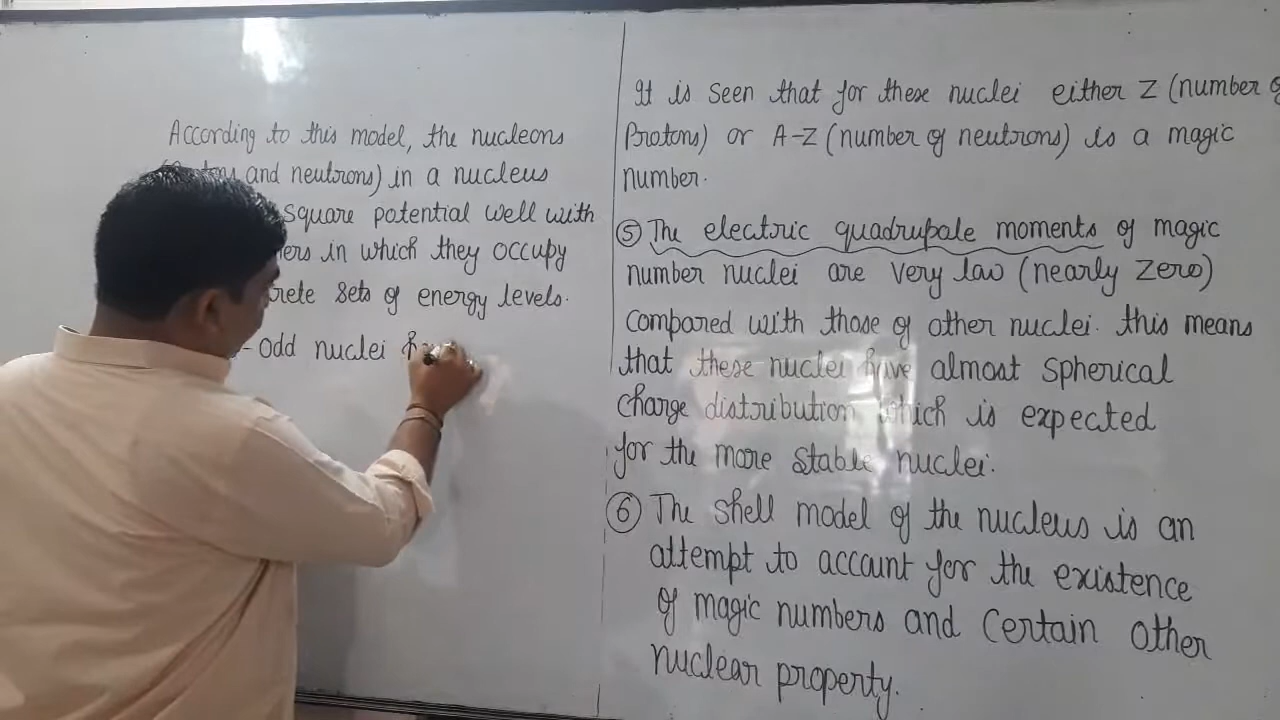 According to this model, the nucleons
and neutrons) in a nucleus
square potential well with
in which they occupy
sets of energy levels.
-odd nuclei
It is seen that for these nuclei either Z (number of
Protons) or A-Z (number of neutrons) is a magic
number.
⑤ The electric quadrupale moments of magic
number nuclei are very law (nearly zero)
Compared with those of other nuclei. this means
that these nuclei have almost spherical
charge distribution which is expected
for the more stable nuclei.
⑥ The shell model of the nucleus is an
attempt to account for the existence
of magic numbers and certain other
nuclear property.